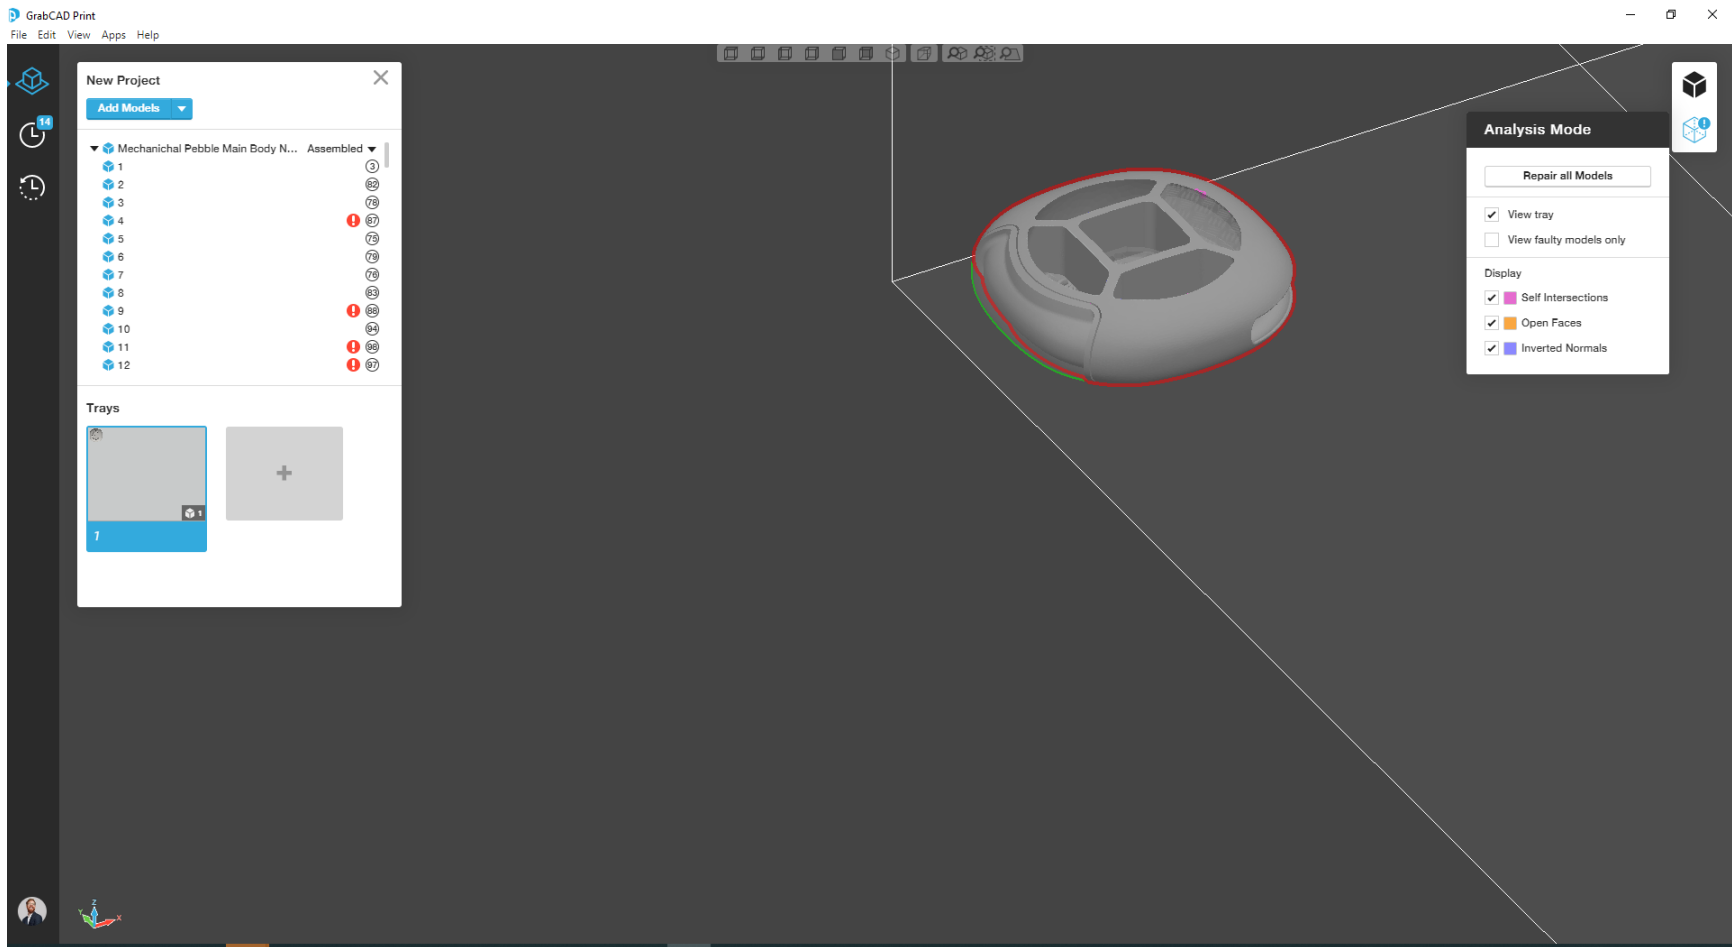 GrabCAD Print
File Edit View Apps Help
14
New Project
Add Models
Mechanichal Pebble Main Body N... Assembled
1 3
2 82
3 78
4 87
5 75
6 79
7 76
8 83
9 88
10 94
11 98
12 97
Trays
1
1
Analysis Mode
Repair all Models
View tray
View faulty models only
Display
Self Intersections
Open Faces
Inverted Normals
Z
Y
X